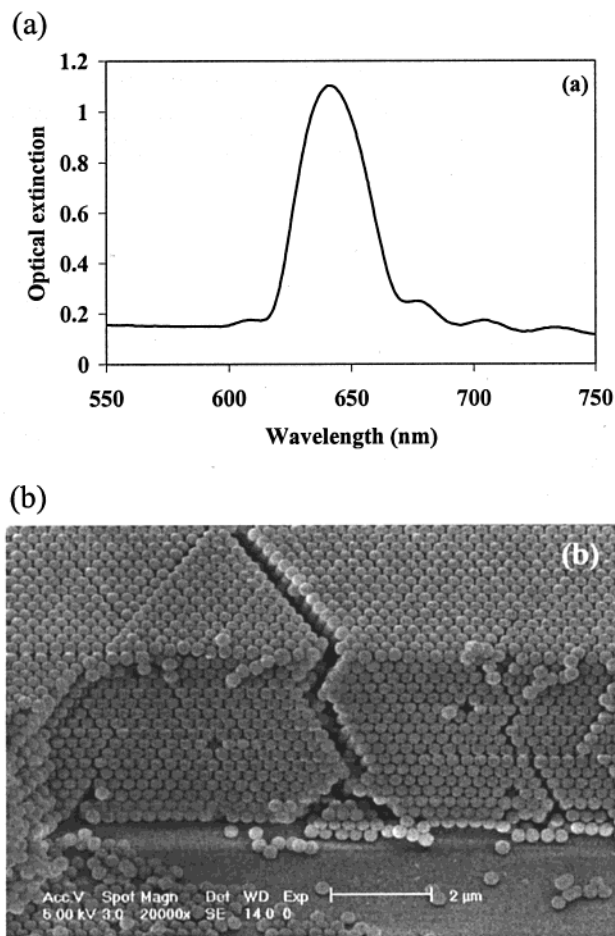 (a)
1.2
(a)
1
0.8
0.6
0.4
0.2
0
Optical extinction
550 600 650 700 750
Wavelength (nm)
(b)
(b)
Acc.V Spot Magn Det WD Exp
5.00 kV 3.0 20000x SE 14.0 0
2 µm